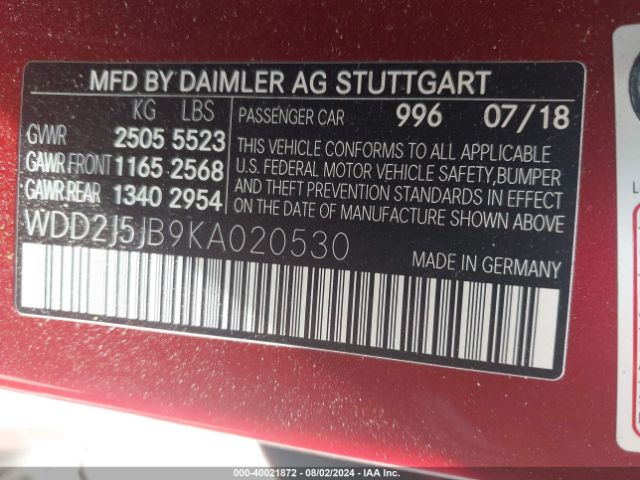 MFD BY DAIMLER AG STUTTGART
KG LBS
GVWR 2505 5523
GAWR FRONT 1165 2568
GAWR REAR 1340 2954
PASSENGER CAR 996 07/18
THIS VEHICLE CONFORMS TO ALL APPLICABLE
U.S. FEDERAL MOTOR VEHICLE SAFETY,BUMPER
AND THEFT PREVENTION STANDARDS IN EFFECT
ON THE DATE OF MANUFACTURE SHOWN ABOVE
WDD2J5JB9KA020530
MADE IN GERMANY
000-40021872 - 08/02/2024 - IAA Inc.